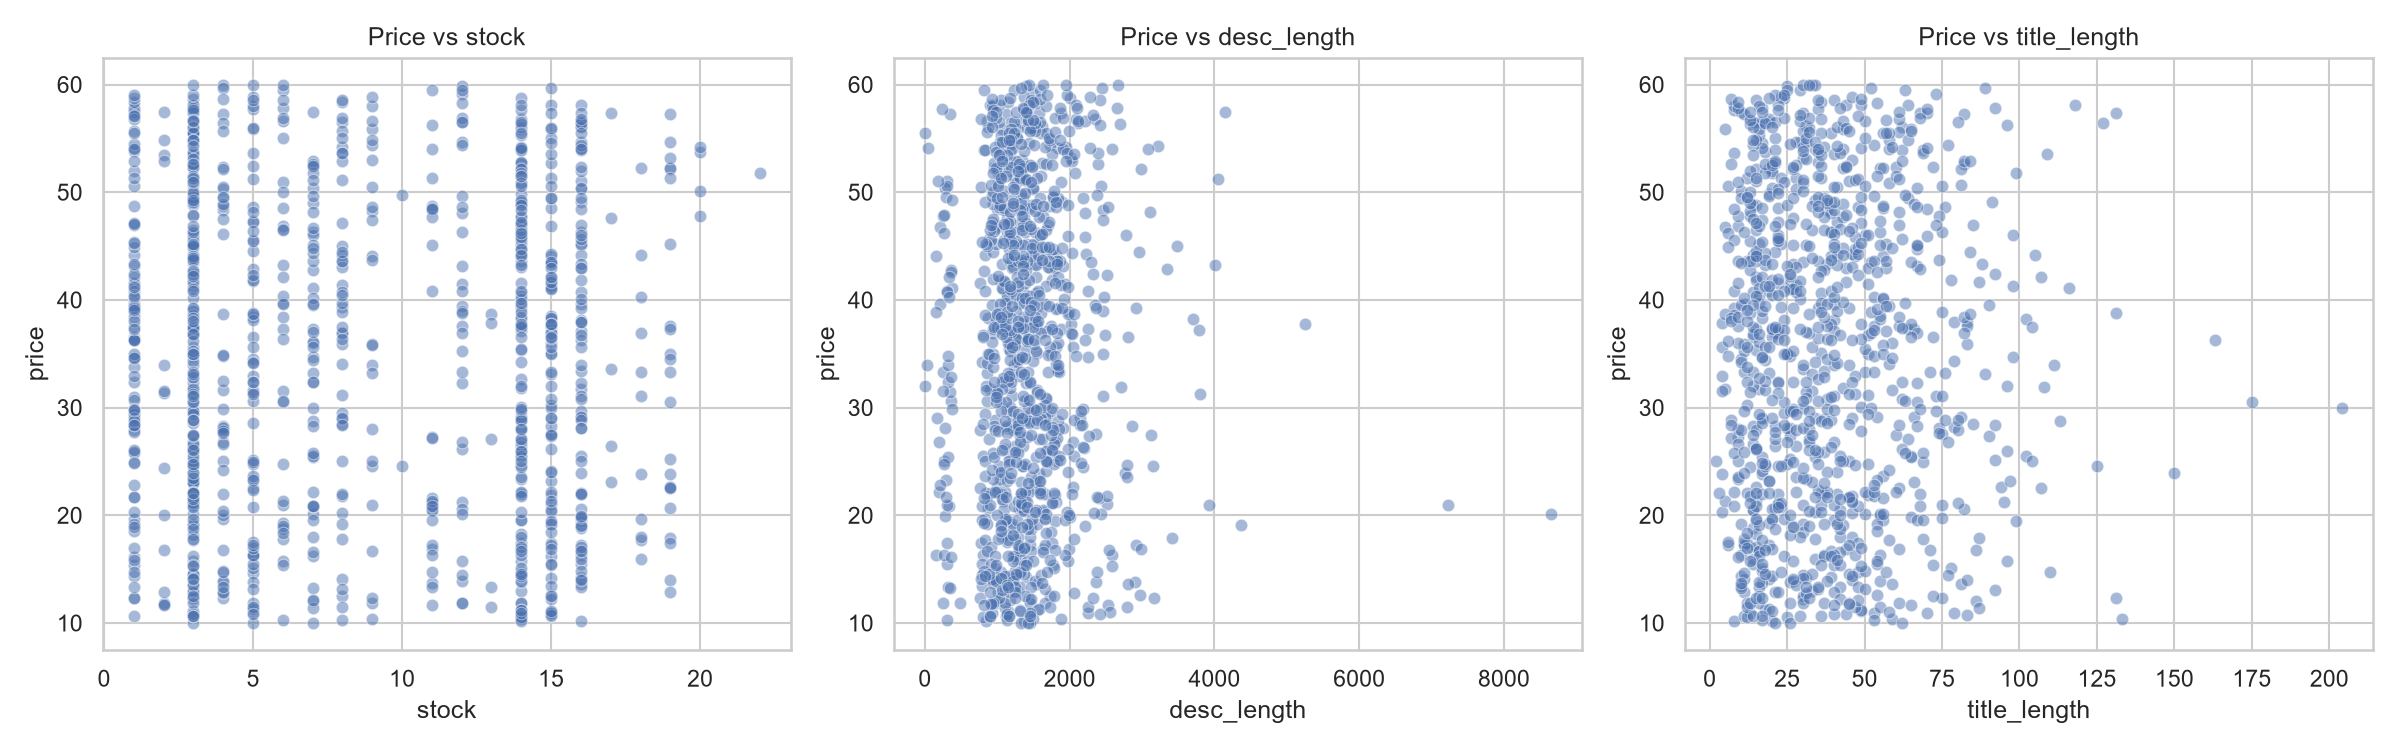 Price vs stock
60
50
40
30
20
10
price
0 5 10 15 20
stock
Price vs desc_length
60
50
40
30
20
10
price
0 2000 4000 6000 8000
desc_length
Price vs title_length
60
50
40
30
20
10
price
0 25 50 75 100 125 150 175 200
title_length